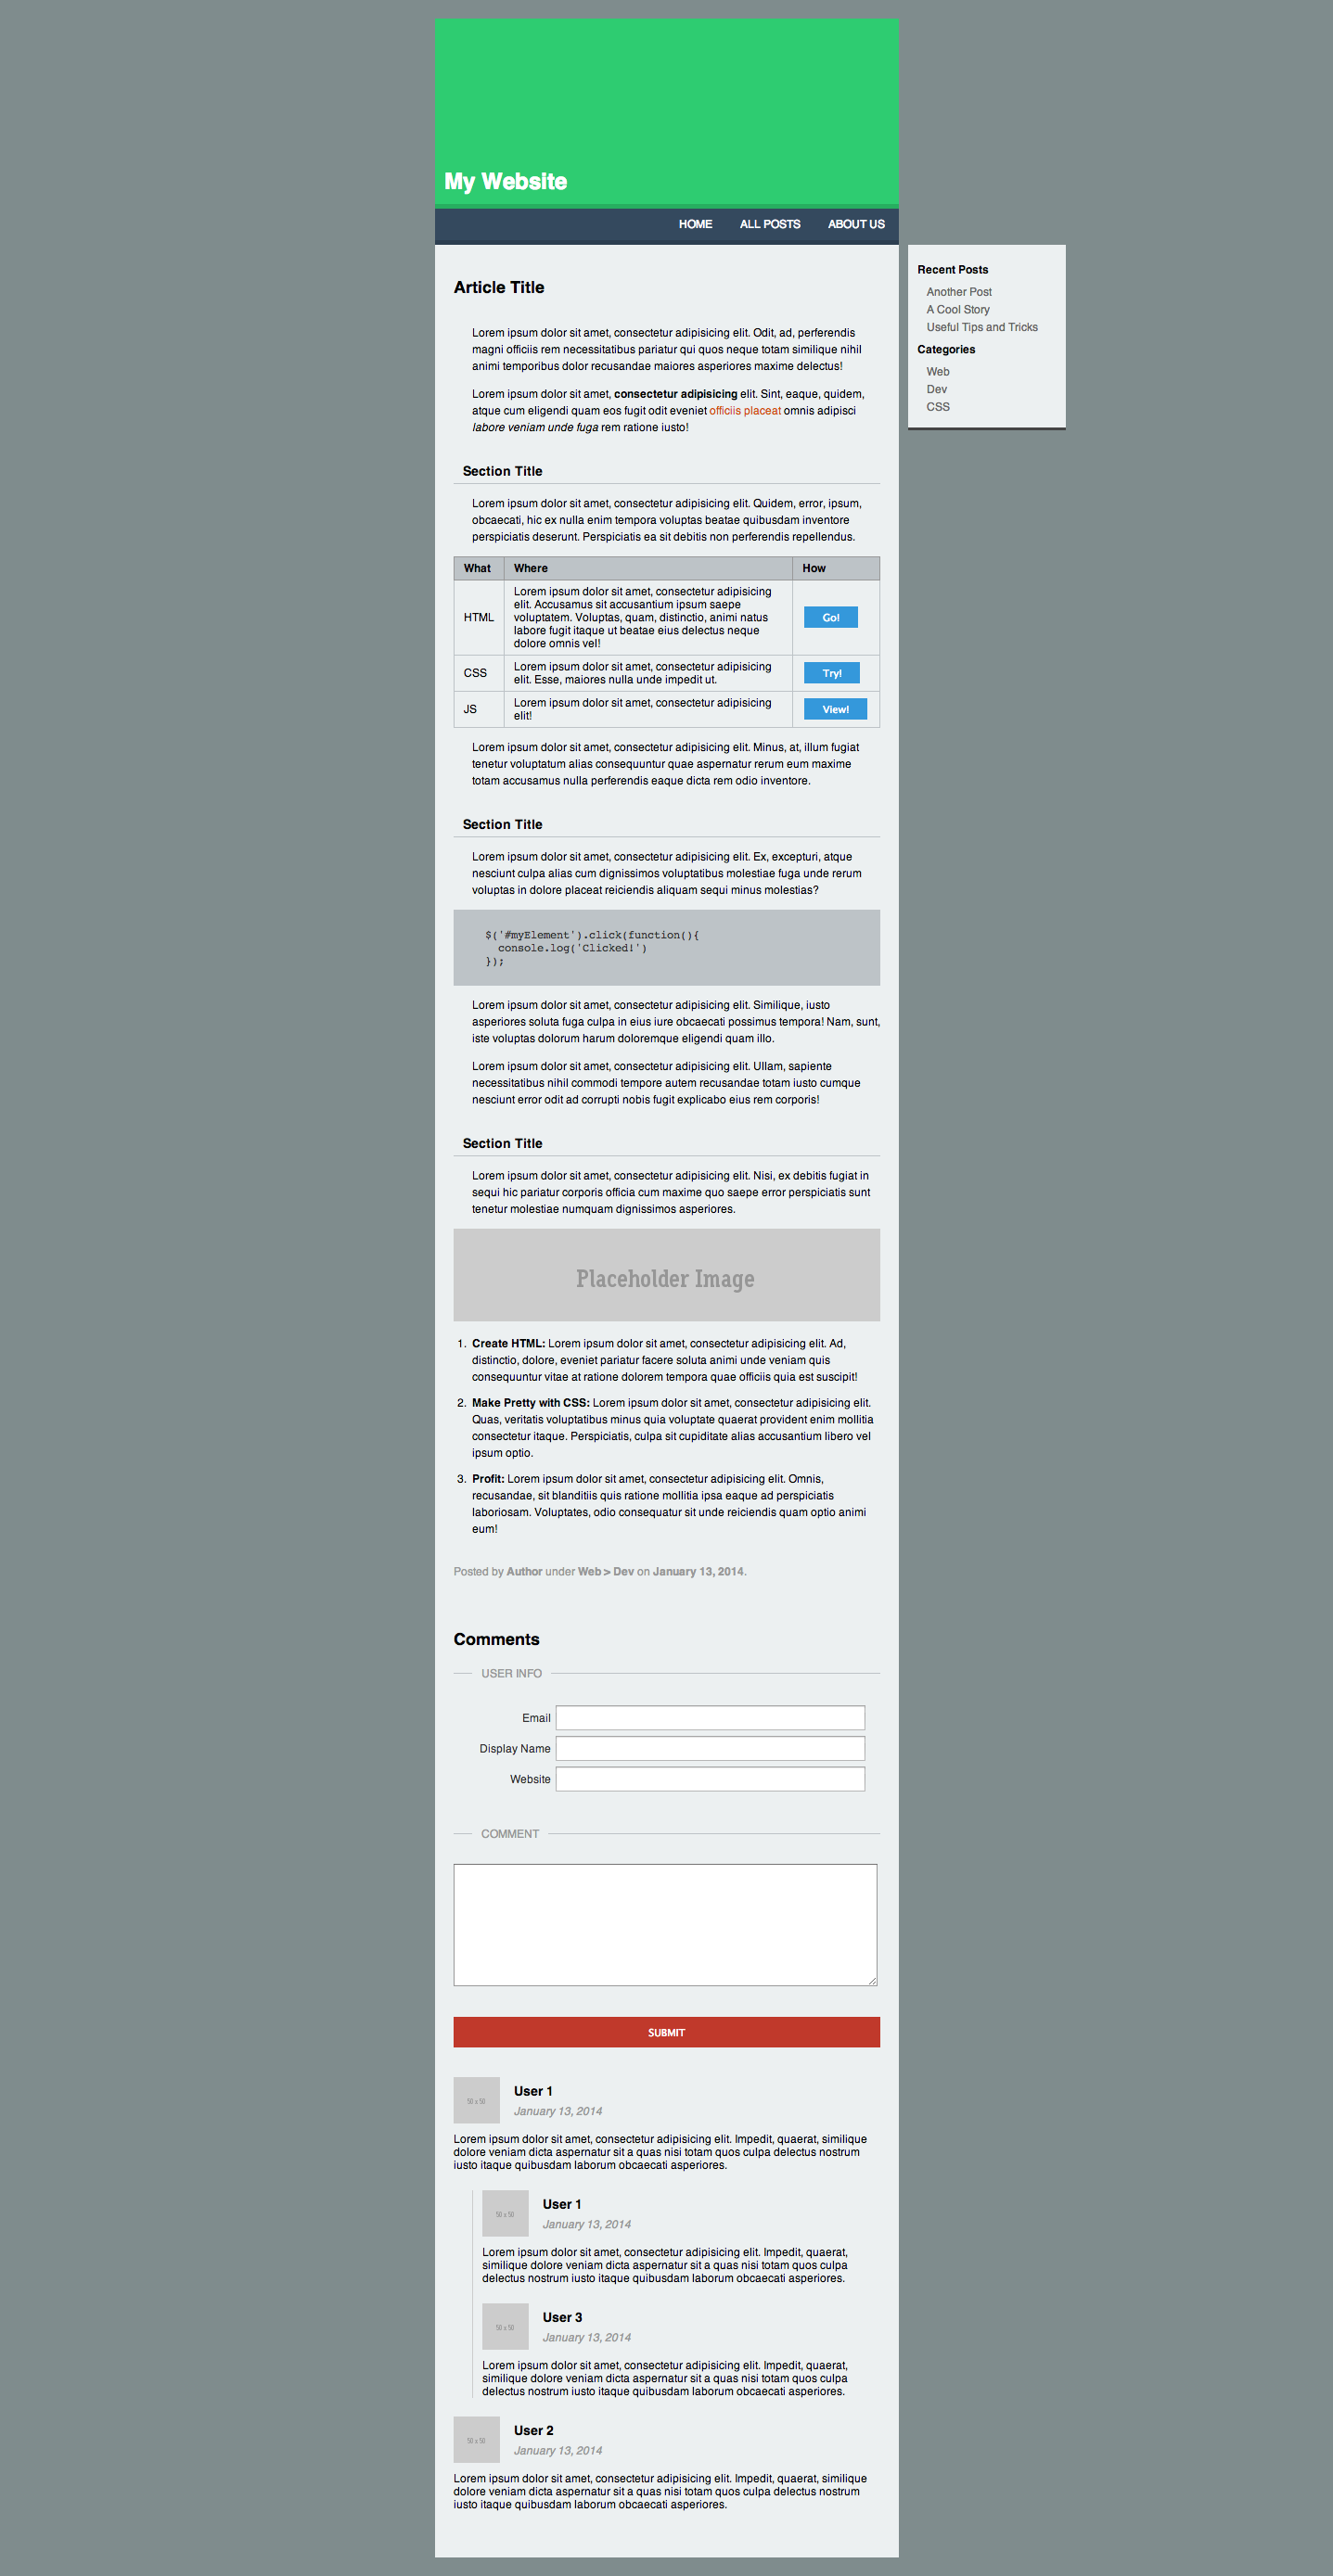 My Website
HOME ALL POSTS ABOUT US
Article Title
Lorem ipsum dolor sit amet, consectetur adipisicing elit. Odit, ad, perferendis
magni officiis rem necessitatibus pariatur qui quos neque totam similique nihil
animi temporibus dolor recusandae maiores asperiores maxime delectus!
Lorem ipsum dolor sit amet, consectetur adipisicing elit. Sint, eaque, quidem,
atque cum eligendi quam eos fugit odit eveniet officiis placeat omnis adipisci
labore veniam unde fuga rem ratione iusto!
Section Title
Lorem ipsum dolor sit amet, consectetur adipisicing elit. Quidem, error, ipsum,
obcaecati, hic ex nulla enim tempora voluptas beatae quibusdam inventore
perspiciatis deserunt. Perspiciatis ea sit debitis non perferendis repellendus.
What Where How
HTML
Lorem ipsum dolor sit amet, consectetur adipisicing
elit. Accusamus sit accusantium ipsum saepe
voluptatem. Voluptas, quam, distinctio, animi natus
labore fugit itaque ut beatae eius delectus neque
dolore omnis vel!
Go!
CSS
Lorem ipsum dolor sit amet, consectetur adipisicing
elit. Esse, maiores nulla unde impedit ut.
Try!
JS
Lorem ipsum dolor sit amet, consectetur adipisicing
elit!
View!
Lorem ipsum dolor sit amet, consectetur adipisicing elit. Minus, at, illum fugiat
tenetur voluptatum alias consequuntur quae aspernatur rerum eum maxime
totam accusamus nulla perferendis eaque dicta rem odio inventore.
Section Title
Lorem ipsum dolor sit amet, consectetur adipisicing elit. Ex, excepturi, atque
nesciunt culpa alias cum dignissimos voluptatibus molestiae fuga unde rerum
voluptas in dolore placeat reiciendis aliquam sequi minus molestias?
$('#myElement').click(function(){
console.log('Clicked!')
});
Lorem ipsum dolor sit amet, consectetur adipisicing elit. Similique, iusto
asperiores soluta fuga culpa in eius iure obcaecati possimus tempora! Nam, sunt,
iste voluptas dolorum harum doloremque eligendi quam illo.
Lorem ipsum dolor sit amet, consectetur adipisicing elit. Ullam, sapiente
necessitatibus nihil commodi tempore autem recusandae totam iusto cumque
nesciunt error odit ad corrupti nobis fugit explicabo eius rem corporis!
Section Title
Lorem ipsum dolor sit amet, consectetur adipisicing elit. Nisi, ex debitis fugiat in
sequi hic pariatur corporis officia cum maxime quo saepe error perspiciatis sunt
tenetur molestiae numquam dignissimos asperiores.
Placeholder Image
1. Create HTML: Lorem ipsum dolor sit amet, consectetur adipisicing elit. Ad,
distinctio, dolore, eveniet pariatur facere soluta animi unde veniam quis
consequuntur vitae at ratione dolorem tempora quae officiis quia est suscipit!
2. Make Pretty with CSS: Lorem ipsum dolor sit amet, consectetur adipisicing elit.
Quas, veritatis voluptatibus minus quia voluptate quaerat provident enim mollitia
consectetur itaque. Perspiciatis, culpa sit cupiditate alias accusantium libero vel
ipsum optio.
3. Profit: Lorem ipsum dolor sit amet, consectetur adipisicing elit. Omnis,
recusandae, sit blanditiis quis ratione mollitia ipsa eaque ad perspiciatis
laboriosam. Voluptates, odio consequatur sit unde reiciendis quam optio animi
eum!
Posted by Author under Web > Dev on January 13, 2014.
Comments
USER INFO
Email
Display Name
Website
COMMENT
SUBMIT
50 x 50
User 1
January 13, 2014
Lorem ipsum dolor sit amet, consectetur adipisicing elit. Impedit, quaerat, similique
dolore veniam dicta aspernatur sit a quas nisi totam quos culpa delectus nostrum
iusto itaque quibusdam laborum obcaecati asperiores.
50 x 50
User 1
January 13, 2014
Lorem ipsum dolor sit amet, consectetur adipisicing elit. Impedit, quaerat,
similique dolore veniam dicta aspernatur sit a quas nisi totam quos culpa
delectus nostrum iusto itaque quibusdam laborum obcaecati asperiores.
50 x 50
User 3
January 13, 2014
Lorem ipsum dolor sit amet, consectetur adipisicing elit. Impedit, quaerat,
similique dolore veniam dicta aspernatur sit a quas nisi totam quos culpa
delectus nostrum iusto itaque quibusdam laborum obcaecati asperiores.
50 x 50
User 2
January 13, 2014
Lorem ipsum dolor sit amet, consectetur adipisicing elit. Impedit, quaerat, similique
dolore veniam dicta aspernatur sit a quas nisi totam quos culpa delectus nostrum
iusto itaque quibusdam laborum obcaecati asperiores.
Recent Posts
Another Post
A Cool Story
Useful Tips and Tricks
Categories
Web
Dev
CSS